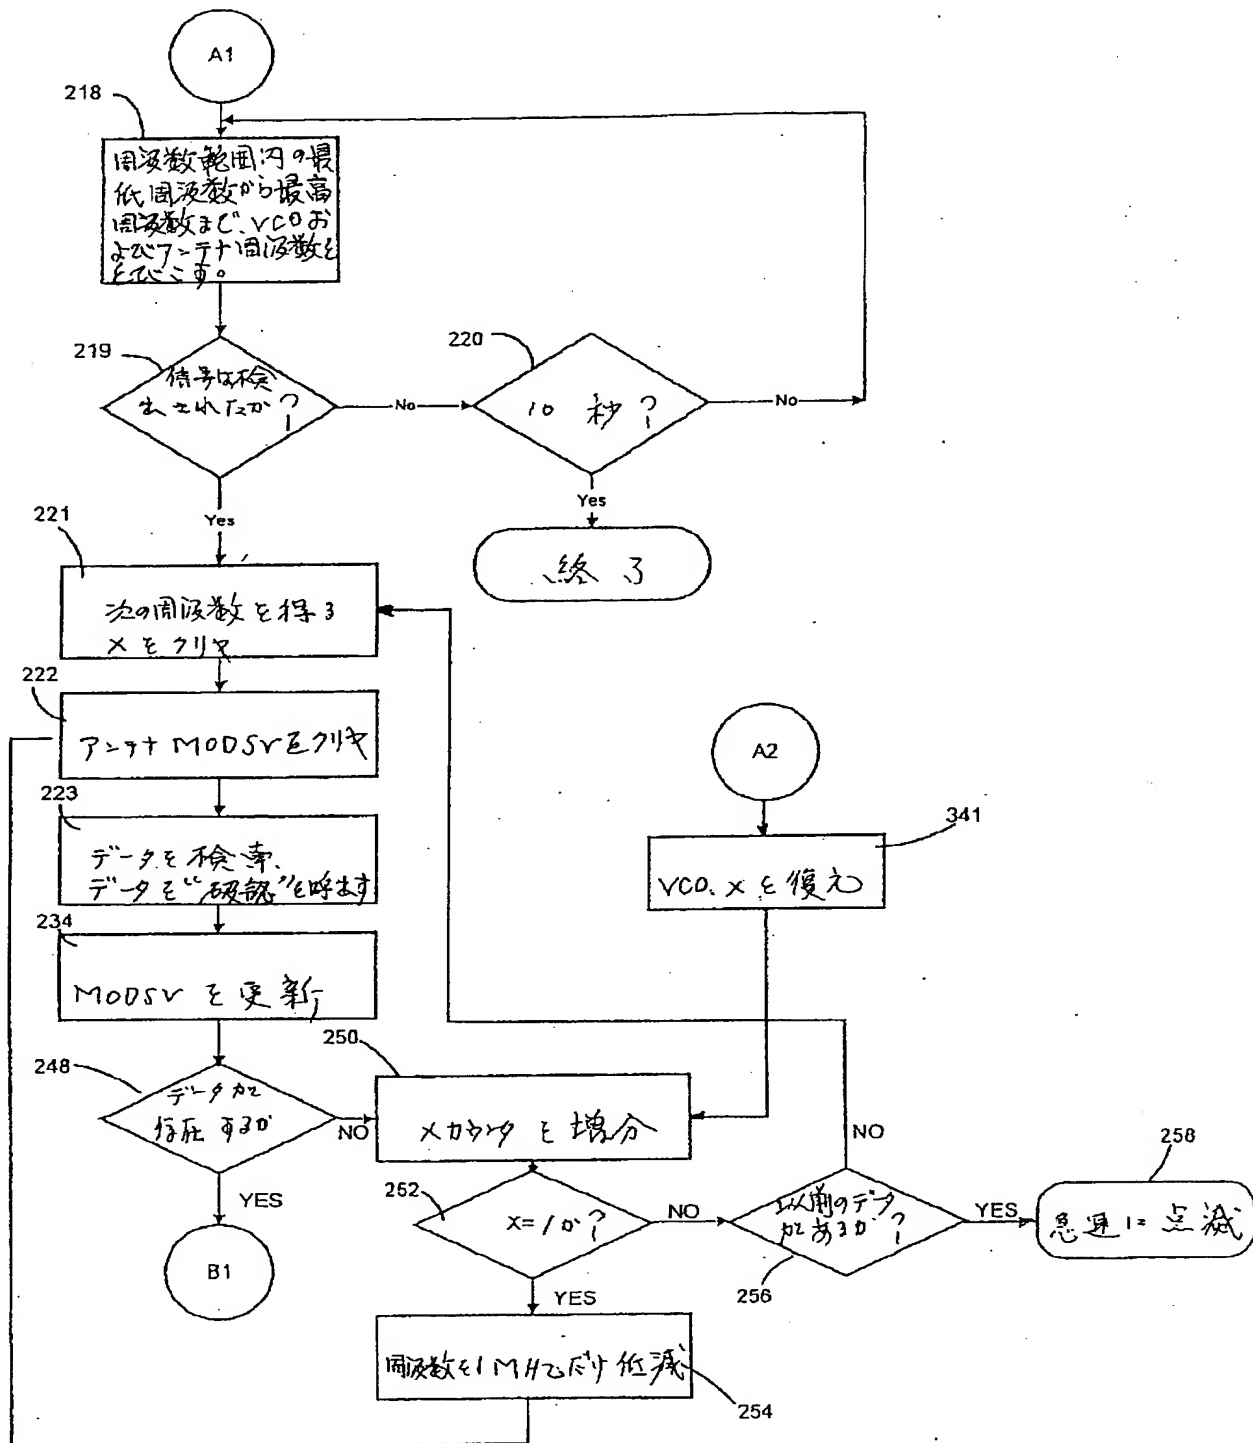 A1
218
周波数範囲内の最
低周波数から最高
周波数まで、VCOお
よびアンテナ周波数を
とびこす。
219
信号は検
出されたか?
No
220
10 秒?
No
Yes
Yes
終了
221
次の周波数を得る
Xをクリヤ
222
アンテナ MODSVをクリヤ
A2
223
データを検索、
データを“確認”を呼ます
341
VCO、Xを復元
234
MODSVを更新
248
データが
存在するか
NO
250
Xカウンタを増分
YES
B1
252
X=1か?
NO
以前のデータ
があるか?
NO
256
YES
258
急速に点滅
YES
周波数を1MHzだけ低減
254